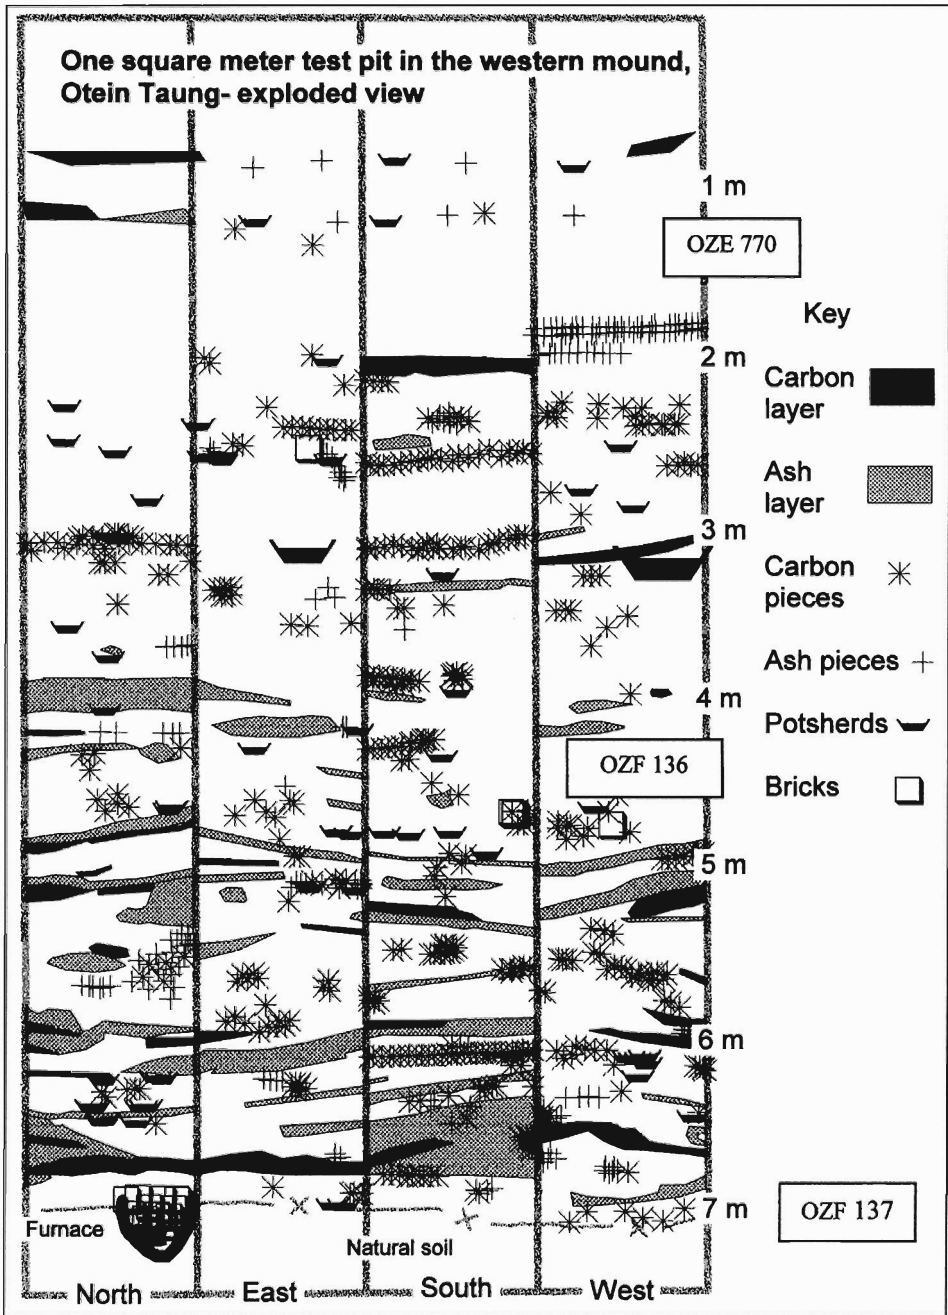 One square meter test pit in the western mound,
Otein Taung- exploded view
1 m
OZE 770
Key
2 m
Carbon
layer
Ash
layer
3 m
Carbon
pieces
Ash pieces
4 m
Potsherds
OZF 136
Bricks
5 m
6 m
7 m
OZF 137
Furnace
Natural soil
North
East
South
West